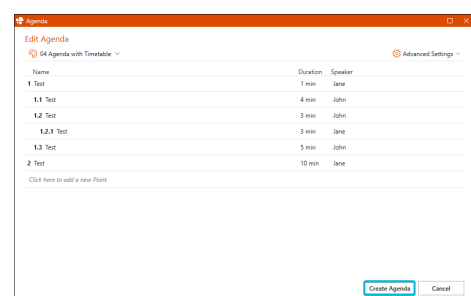 Agenda
Edit Agenda
04 Agenda with Timetable
Advanced Settings
Name Duration Speaker
1 Test 1 min Jane
1.1 Test 4 min John
1.2 Test 3 min John
1.2.1 Test 3 min Jane
1.3 Test 5 min John
2 Test 10 min Jane
Click here to add a new Point
Create Agenda Cancel